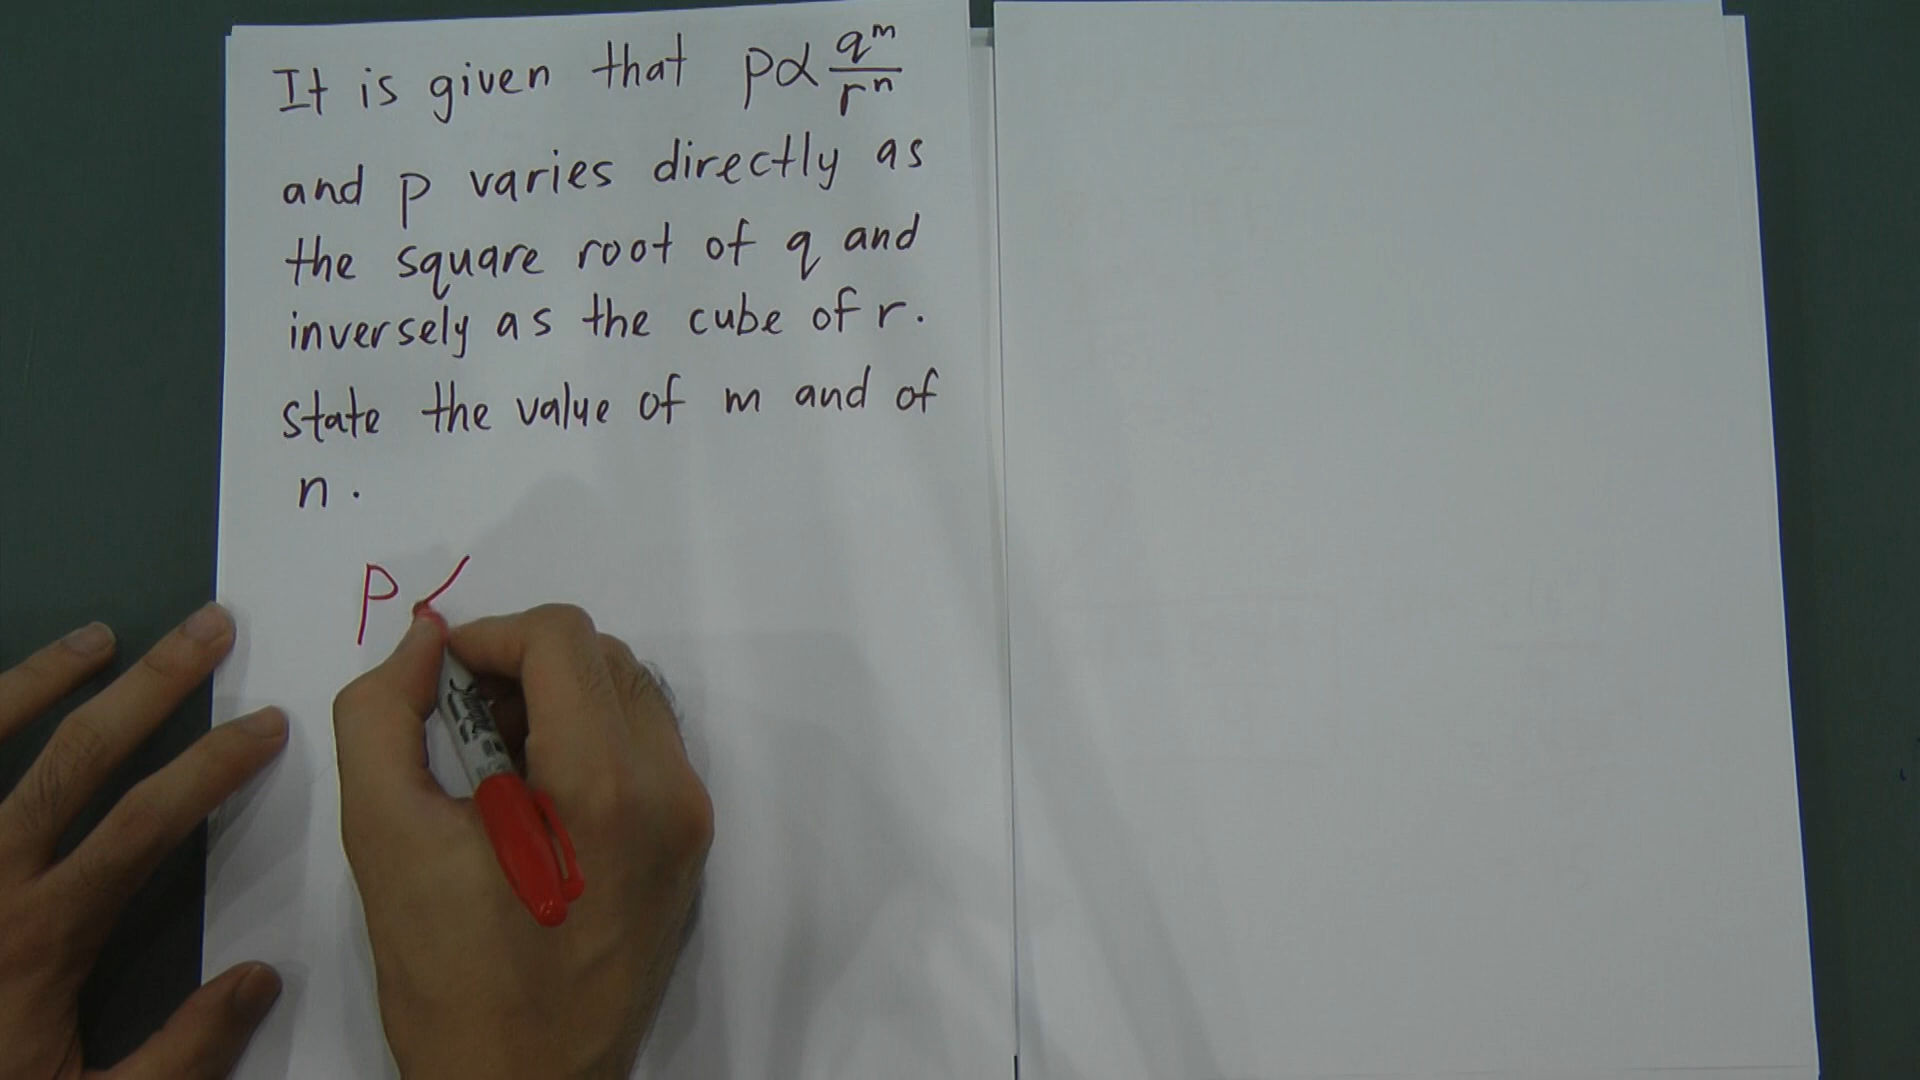 It is given that p∝ q^m / r^n
and p varies directly as
the square root of q and
inversely as the cube of r.
state the value of m and of
n.
P